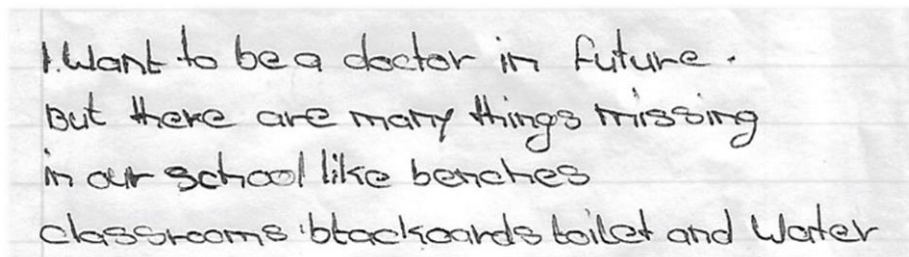 I want to be a doctor in future.
But there are many things missing
in our school like benches
classrooms 'blackoards toilet and Water